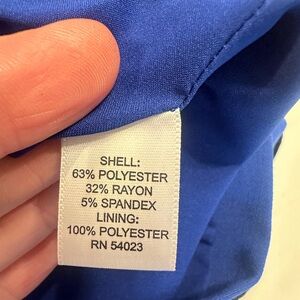 SHELL:
63% POLYESTER
32% RAYON
5% SPANDEX
LINING:
100% POLYESTER
RN 54023